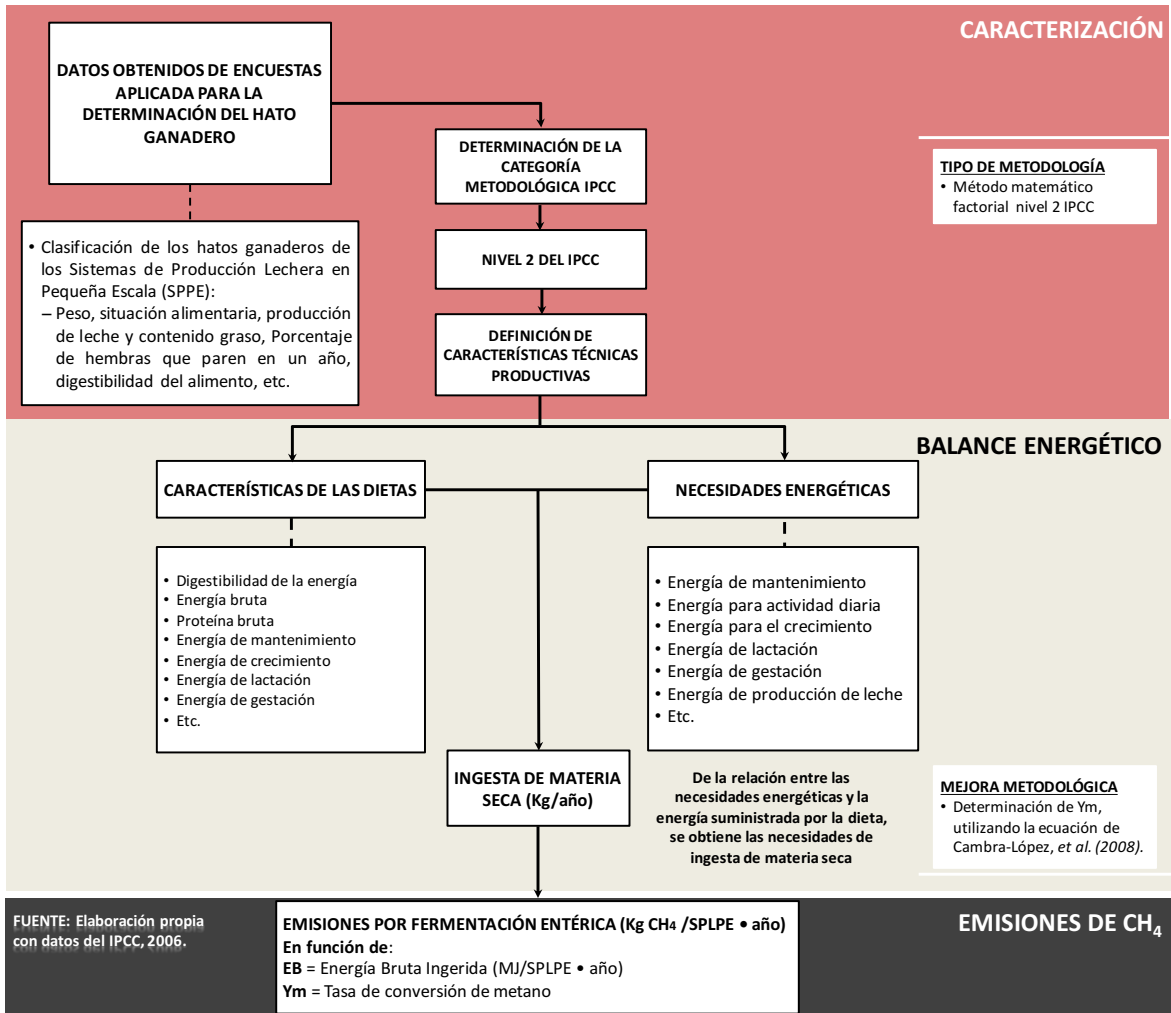 CARACTERIZACIÓN
DATOS OBTENIDOS DE ENCUESTAS
APLICADA PARA LA
DETERMINACIÓN DEL HATO
GANADERO
DETERMINACIÓN DE LA
CATEGORÍA
METODOLÓGICA IPCC
TIPO DE METODOLOGÍA
• Método matemático
factorial nivel 2 IPCC
• Clasificación de los hatos ganaderos de
los Sistemas de Producción Lechera en
Pequeña Escala (SPPE):
– Peso, situación alimentaria, producción
de leche y contenido graso, Porcentaje
de hembras que paren en un año,
digestibilidad del alimento, etc.
NIVEL 2 DEL IPCC
DEFINICIÓN DE
CARACTERÍSTICAS TÉCNICAS
PRODUCTIVAS
BALANCE ENERGÉTICO
CARACTERÍSTICAS DE LAS DIETAS
NECESIDADES ENERGÉTICAS
• Digestibilidad de la energía
• Energía bruta
• Proteína bruta
• Energía de mantenimiento
• Energía de crecimiento
• Energía de lactación
• Energía de gestación
• Etc.
• Energía de mantenimiento
• Energía para actividad diaria
• Energía para el crecimiento
• Energía de lactación
• Energía de gestación
• Energía de producción de leche
• Etc.
INGESTA DE MATERIA
SECA (Kg/año)
De la relación entre las
necesidades energéticas y la
energía suministrada por la dieta,
se obtiene las necesidades de
ingesta de materia seca
MEJORA METODOLÓGICA
• Determinación de Ym,
utilizando la ecuación de
Cambra-López, et al. (2008).
FUENTE: Elaboración propia
con datos del IPCC, 2006.
EMISIONES POR FERMENTACIÓN ENTÉRICA (Kg CH4 /SPLPE • año)
En función de:
EB = Energía Bruta Ingerida (MJ/SPLPE • año)
Ym = Tasa de conversión de metano
EMISIONES DE CH4